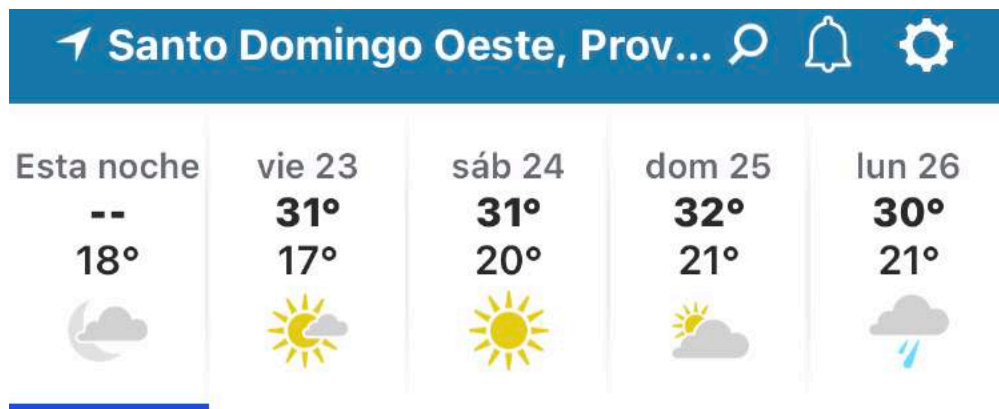 Santo Domingo Oeste, Prov...
Esta noche vie 23 sáb 24 dom 25 lun 26
-- 31° 31° 32° 30°
18° 17° 20° 21° 21°